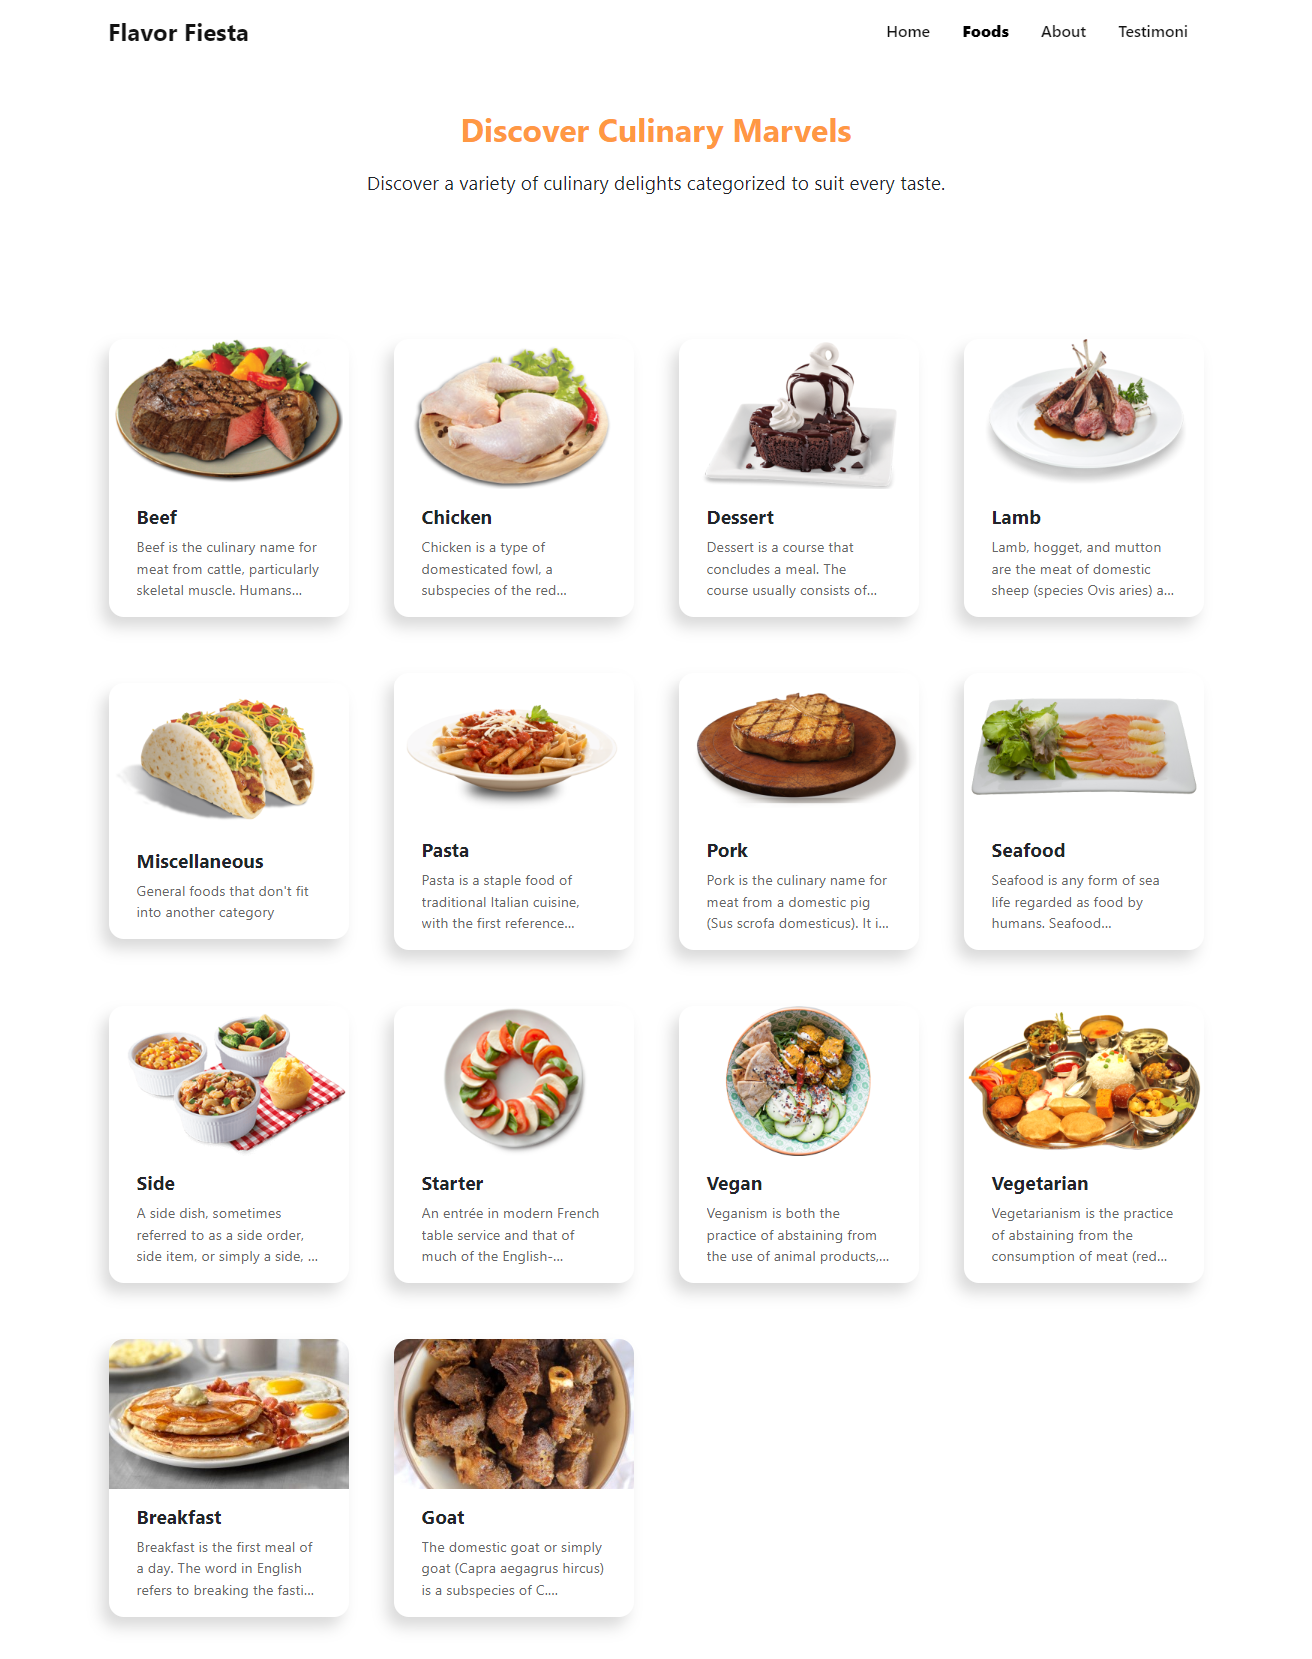 Flavor Fiesta
Home
Foods
About
Testimoni
Discover Culinary Marvels
Discover a variety of culinary delights categorized to suit every taste.
Beef
Beef is the culinary name for
meat from cattle, particularly
skeletal muscle. Humans...
Chicken
Chicken is a type of
domesticated fowl, a
subspecies of the red...
Dessert
Dessert is a course that
concludes a meal. The
course usually consists of...
Lamb
Lamb, hogget, and mutton
are the meat of domestic
sheep (species Ovis aries) a...
Miscellaneous
General foods that don't fit
into another category
Pasta
Pasta is a staple food of
traditional Italian cuisine,
with the first reference...
Pork
Pork is the culinary name for
meat from a domestic pig
(Sus scrofa domesticus). It i...
Seafood
Seafood is any form of sea
life regarded as food by
humans. Seafood...
Side
A side dish, sometimes
referred to as a side order,
side item, or simply a side, ...
Starter
An entrée in modern French
table service and that of
much of the English-...
Vegan
Veganism is both the
practice of abstaining from
the use of animal products,...
Vegetarian
Vegetarianism is the practice
of abstaining from the
consumption of meat (red...
Breakfast
Breakfast is the first meal of
a day. The word in English
refers to breaking the fasti...
Goat
The domestic goat or simply
goat (Capra aegagrus hircus)
is a subspecies of C....